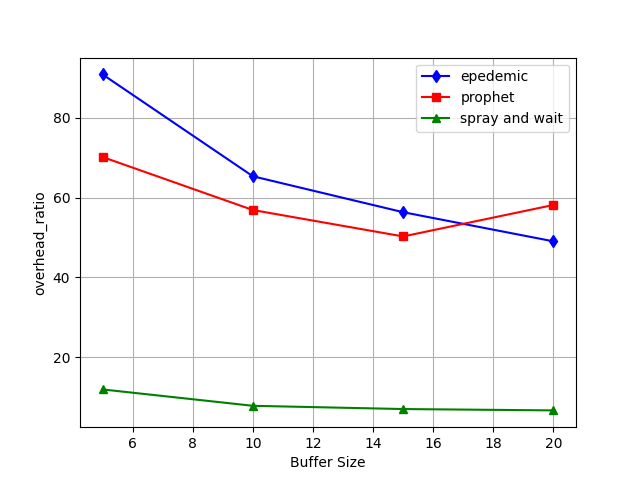 epedemic
prophet
spray and wait
80
60
40
20
overhead_ratio
6 8 10 12 14 16 18 20
Buffer Size